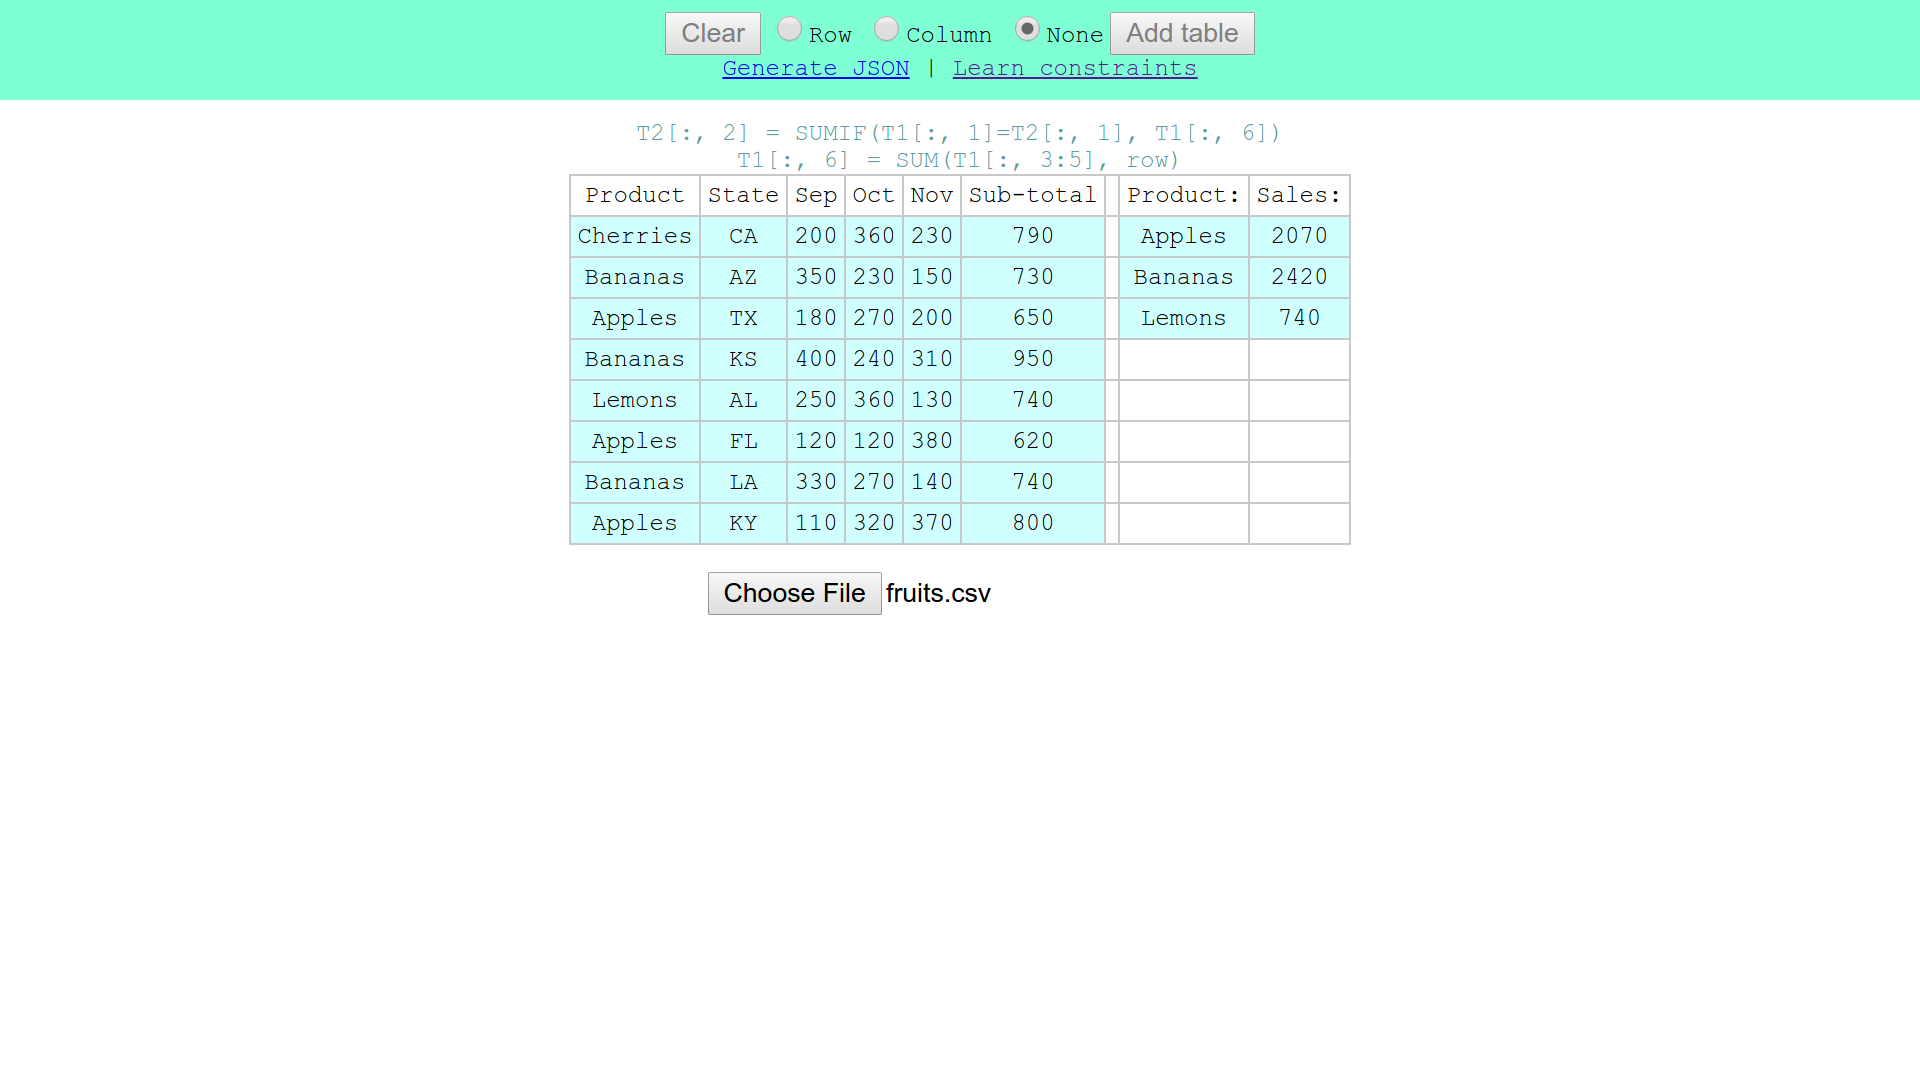 Clear Row Column None Add table
Generate JSON | Learn constraints
T2[:, 2] = SUMIF(T1[:, 1]=T2[:, 1], T1[:, 6])
T1[:, 6] = SUM(T1[:, 3:5], row)
Product State Sep Oct Nov Sub-total Product: Sales:
Cherries CA 200 360 230 790 Apples 2070
Bananas AZ 350 230 150 730 Bananas 2420
Apples TX 180 270 200 650 Lemons 740
Bananas KS 400 240 310 950
Lemons AL 250 360 130 740
Apples FL 120 120 380 620
Bananas LA 330 270 140 740
Apples KY 110 320 370 800
Choose File fruits.csv